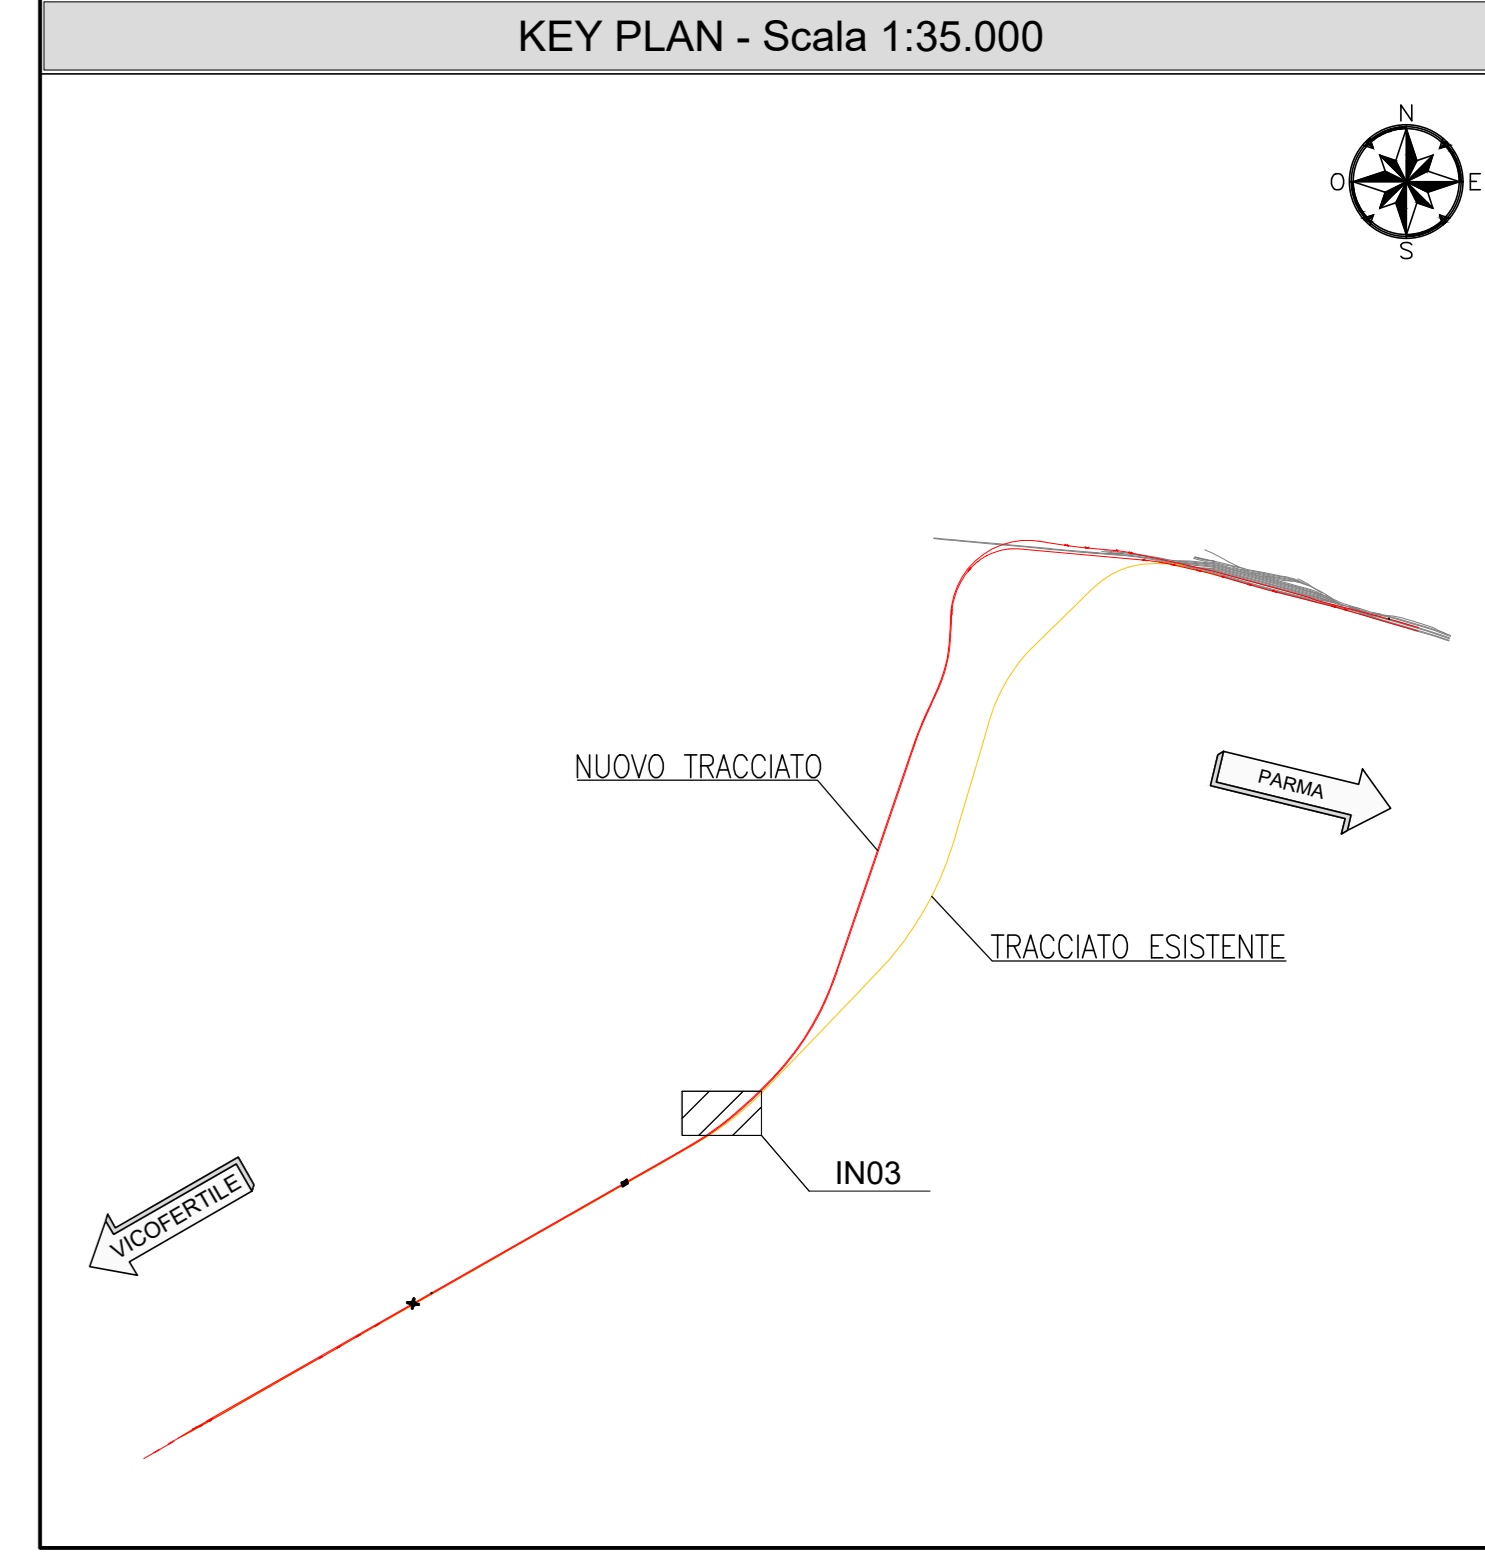 KEY PLAN - Scala 1:35.000
N
O
E
S
NUOVO TRACCIATO
PARMA
TRACCIATO ESISTENTE
IN03
VICOFERTILE